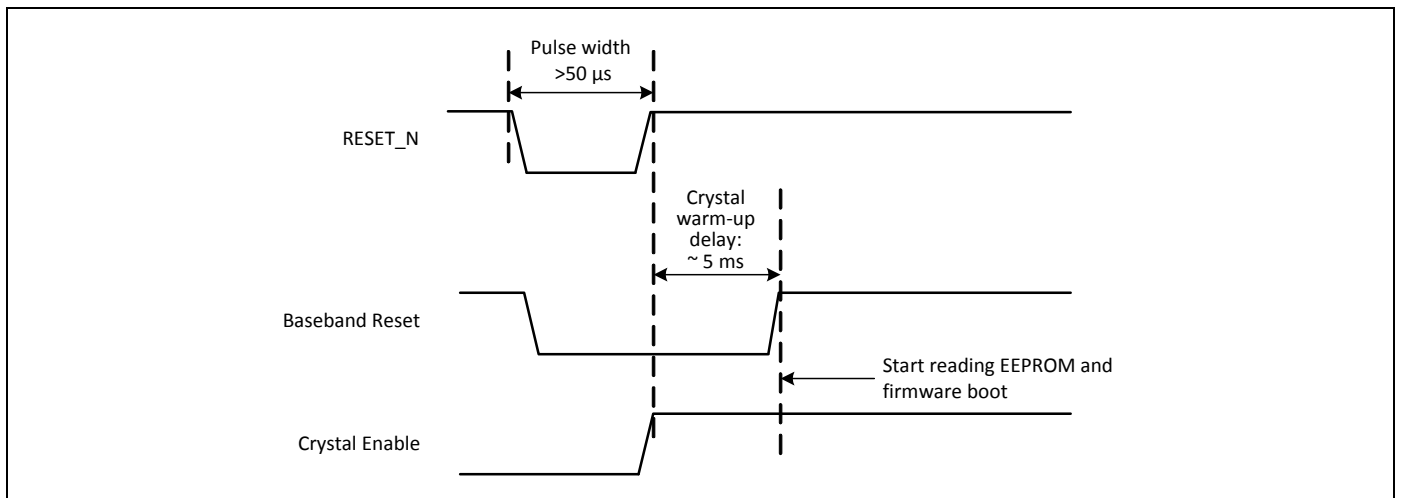 Pulse width
>50 µs
RESET_N
Crystal
warm-up
delay:
~ 5 ms
Baseband Reset
Start reading EEPROM and
firmware boot
Crystal Enable